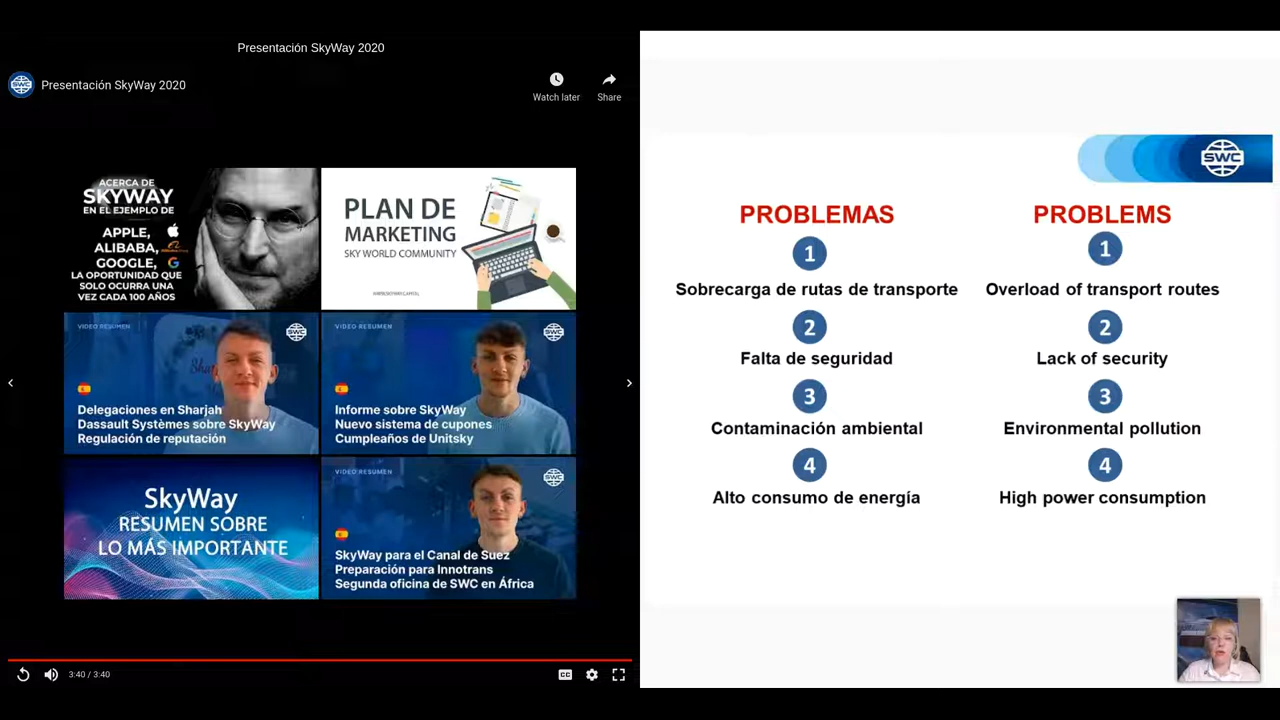 Presentación SkyWay 2020
Presentación SkyWay 2020
Watch later
Share
ACERCA DE
SKYWAY
EN EL EJEMPLO DE
APPLE,
ALIBABA,
GOOGLE,
LA OPORTUNIDAD QUE
SOLO OCURRA UNA
VEZ CADA 100 AÑOS
PLAN DE
MARKETING
SKY WORLD COMMUNITY
VIDEO RESUMEN
SWC
Delegaciones en Sharjah
Dassault Systèmes sobre SkyWay
Regulación de reputación
VIDEO RESUMEN
SWC
Informe sobre SkyWay
Nuevo sistema de cupones
Cumpleaños de Unitsky
SkyWay
RESUMEN SOBRE
LO MÁS IMPORTANTE
VIDEO RESUMEN
SWC
SkyWay para el Canal de Suez
Preparación para Innotrans
Segunda oficina de SWC en África
3:40 / 3:40
CC
SWC
PROBLEMAS
1
Sobrecarga de rutas de transporte
2
Falta de seguridad
3
Contaminación ambiental
4
Alto consumo de energía
PROBLEMS
1
Overload of transport routes
2
Lack of security
3
Environmental pollution
4
High power consumption